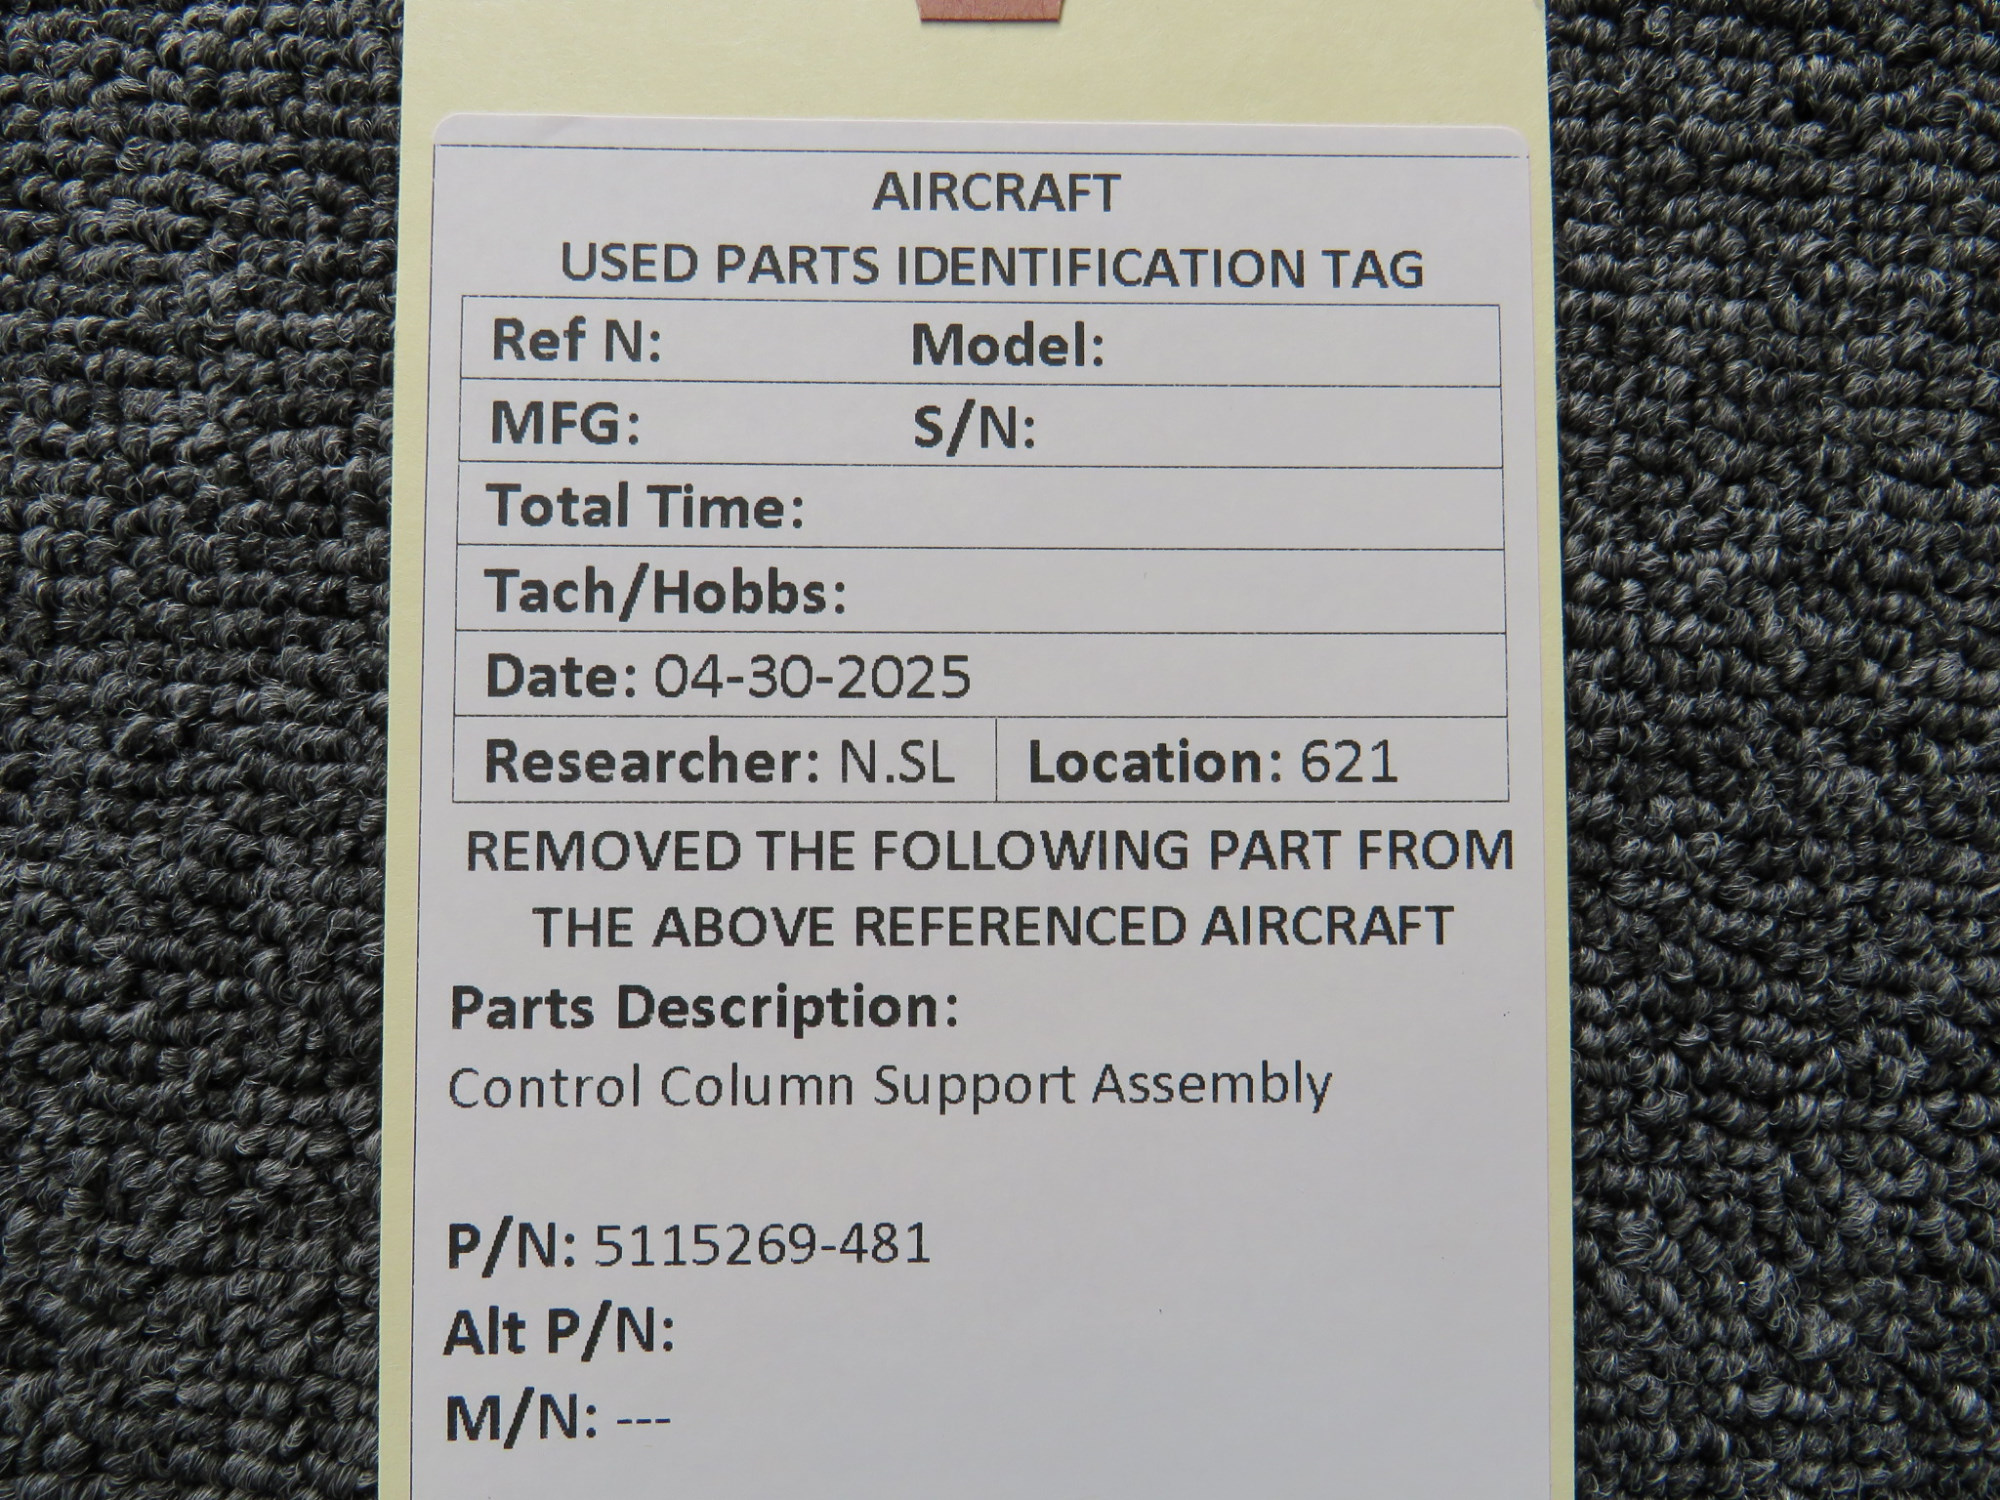 AIRCRAFT
USED PARTS IDENTIFICATION TAG
Ref N: Model:
MFG: S/N:
Total Time:
Tach/Hobbs:
Date: 04-30-2025
Researcher: N.SL Location: 621
REMOVED THE FOLLOWING PART FROM
THE ABOVE REFERENCED AIRCRAFT
Parts Description:
Control Column Support Assembly
P/N: 5115269-481
Alt P/N:
M/N: ---